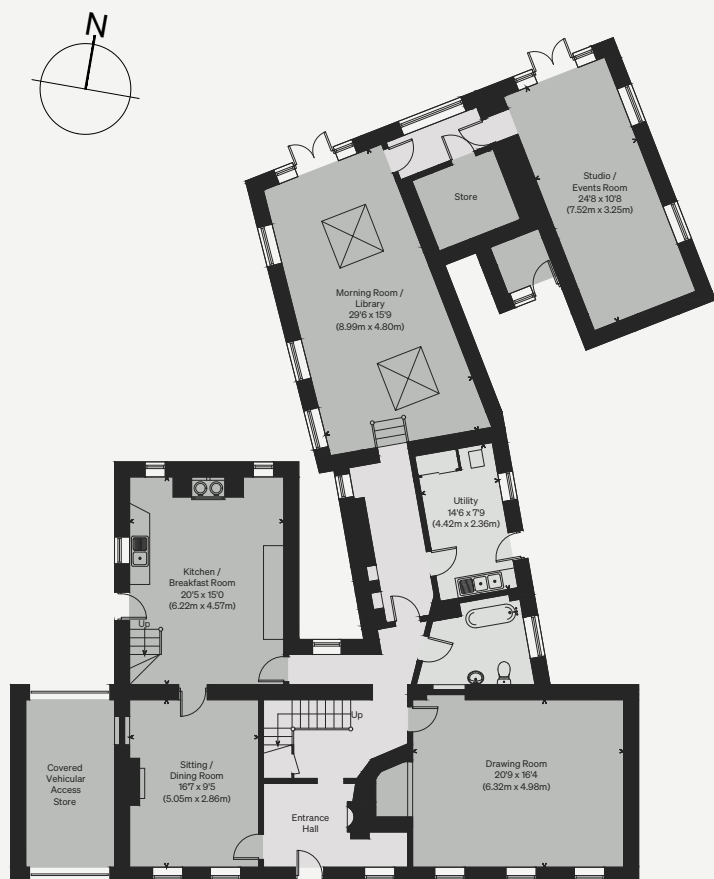 N
Studio /
Events Room
24'8 x 10'8
(7.52m x 3.25m)
Store
Morning Room /
Library
29'6 x 15'9
(8.99m x 4.80m)
Utility
14'6 x 7'9
(4.42m x 2.36m)
Kitchen /
Breakfast Room
20'5 x 15'0
(6.22m x 4.57m)
Up
Up
Covered
Vehicular
Access
Store
Sitting /
Dining Room
16'7 x 9'5
(5.05m x 2.86m)
Drawing Room
20'9 x 16'4
(6.32m x 4.98m)
Entrance
Hall